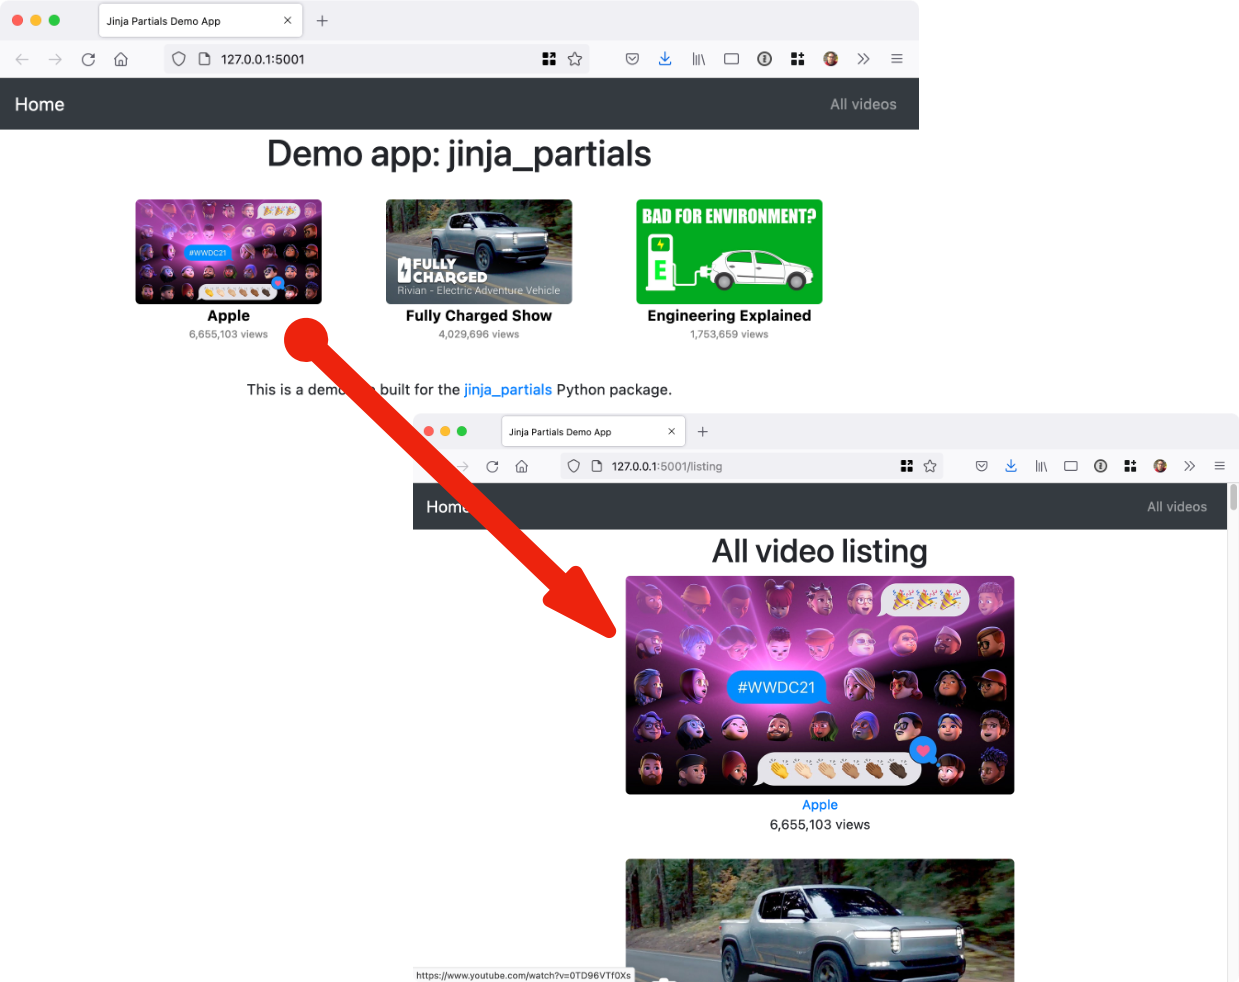 Jinja Partials Demo App
127.0.0.1:5001
Home
All videos
Demo app: jinja_partials
#WWDC21
FULLY
CHARGED
Rivian - Electric Adventure Vehicle
BAD FOR ENVIRONMENT?
E
Apple
6,655,103 views
Fully Charged Show
4,029,696 views
Engineering Explained
1,753,659 views
This is a demo built for the jinja_partials Python package.
Jinja Partials Demo App
127.0.0.1:5001/listing
Home
All videos
All video listing
#WWDC21
Apple
6,655,103 views
https://www.youtube.com/watch?v=0TD96VTf0Xs